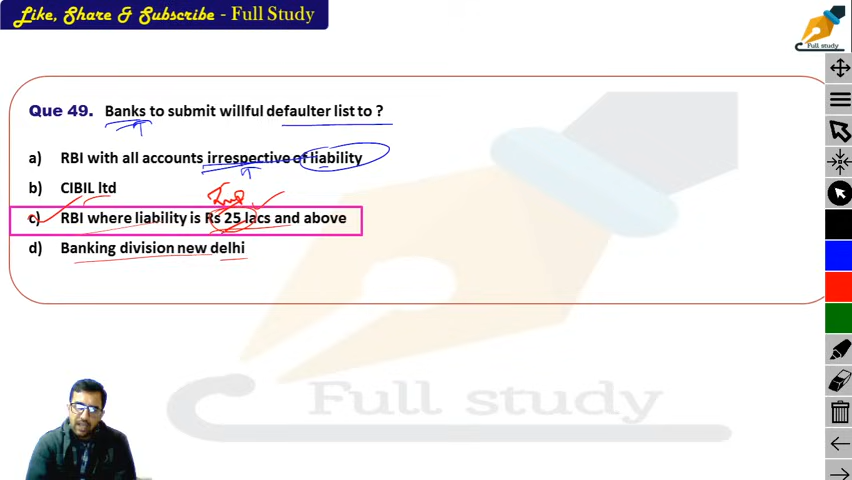 Like, Share & Subscribe - Full Study
Full study
Que 49. Banks to submit willful defaulter list to ?
a) RBI with all accounts irrespective of liability
b) CIBIL ltd
Imp
c) RBI where liability is Rs 25 lacs and above
d) Banking division new delhi
Full study